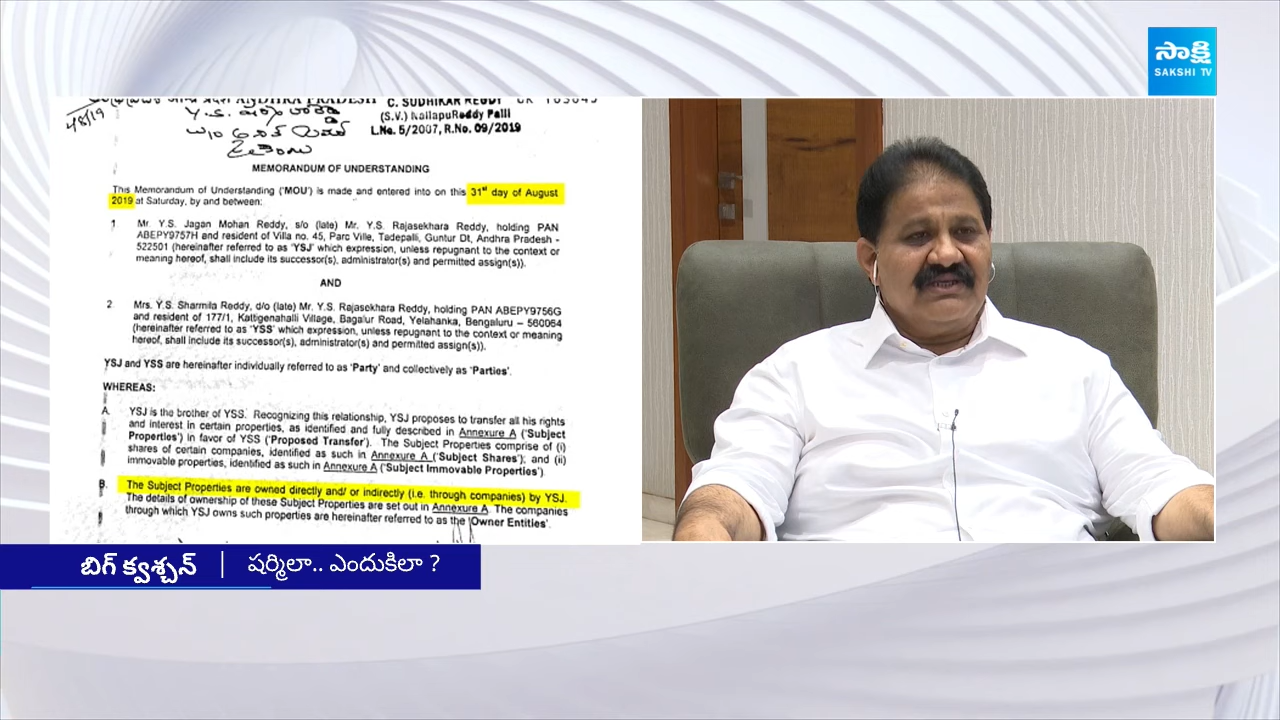 సాక్షి
SAKSHI TV
4/8/19
C. SUDHIKAR REDDY
(S.V.) NallapuReddy Palli
L.No. 5/2007, R.No. 09/2019
MEMORANDUM OF UNDERSTANDING
This Memorandum of Understanding ('MOU') is made and entered into on this 31st day of August
2019 at Saturday, by and between:
1 Mr. Y.S. Jagan Mohan Reddy, s/o (late) Mr. Y.S. Rajasekhara Reddy, holding PAN
ABEPY9757H and resident of Villa no. 45, Parc Ville, Tadepalli, Guntur Dt, Andhra Pradesh -
522501 (hereinafter referred to as 'YSJ' which expression, unless repugnant to the context or
meaning hereof, shall include its successor(s), administrator(s) and permitted assign(s)).
AND
2. Mrs. Y.S. Sharmila Reddy, d/o (late) Mr. Y.S. Rajasekhara Reddy, holding PAN ABEPY9756G
and resident of 177/1, Kattigenahalli Village, Bagalur Road, Yelahanka, Bengaluru – 560064
(hereinafter referred to as 'YSS' which expression, unless repugnant to the context or meaning
hereof, shall include its successor(s), administrator(s) and permitted assign(s)).
YSJ and YSS are hereinafter individually referred to as 'Party' and collectively as 'Parties'.
WHEREAS:
A. YSJ is the brother of YSS. Recognizing this relationship, YSJ proposes to transfer all his rights
and interest in certain properties, as identified and fully described in Annexure A ('Subject
Properties') in favor of YSS ('Proposed Transfer'). The Subject Properties comprise of (i)
shares of certain companies, identified as such in Annexure A ('Subject Shares'); and (ii)
immovable properties, identified as such in Annexure A ('Subject Immovable Properties')
B. The Subject Properties are owned directly and/ or indirectly (i.e. through companies) by YSJ.
The details of ownership of these Subject Properties are set out in Annexure A. The companies
through which YSJ owns such properties are hereinafter referred to as the 'Owner Entities'.
బిగ్ క్వశ్చన్ | షర్మిలా.. ఎందుకిలా ?